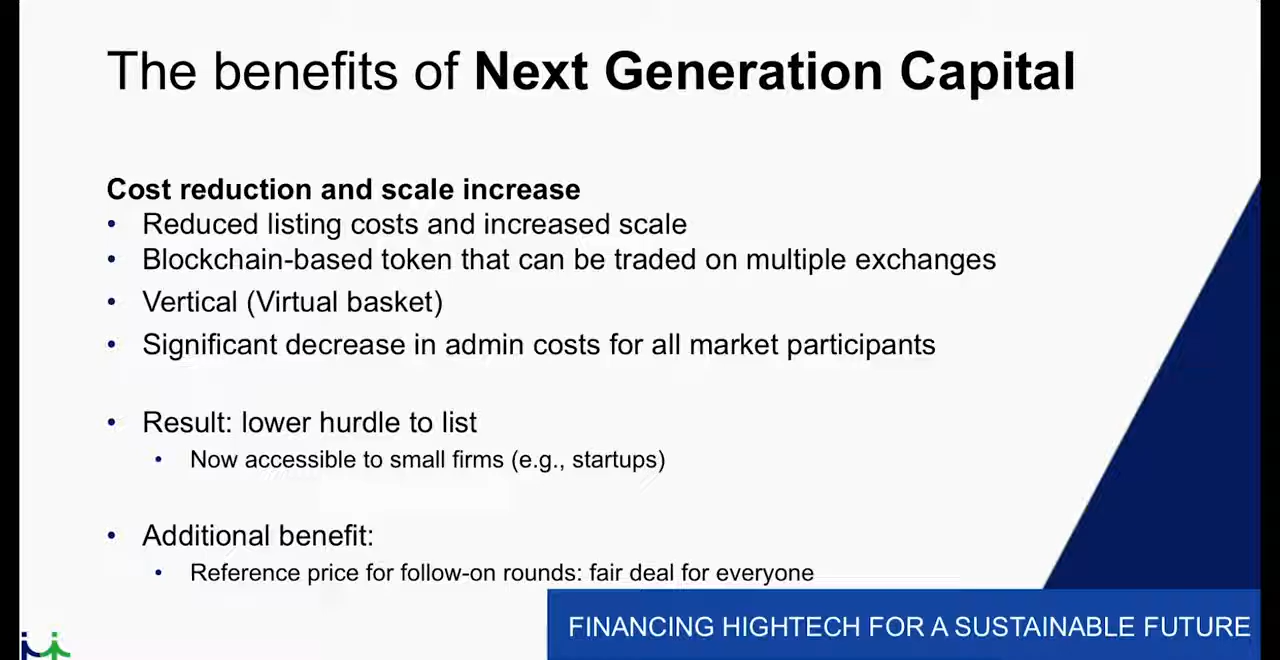 The benefits of Next Generation Capital
Cost reduction and scale increase
• Reduced listing costs and increased scale
• Blockchain-based token that can be traded on multiple exchanges
• Vertical (Virtual basket)
• Significant decrease in admin costs for all market participants
• Result: lower hurdle to list
• Now accessible to small firms (e.g., startups)
• Additional benefit:
• Reference price for follow-on rounds: fair deal for everyone
FINANCING HIGHTECH FOR A SUSTAINABLE FUTURE